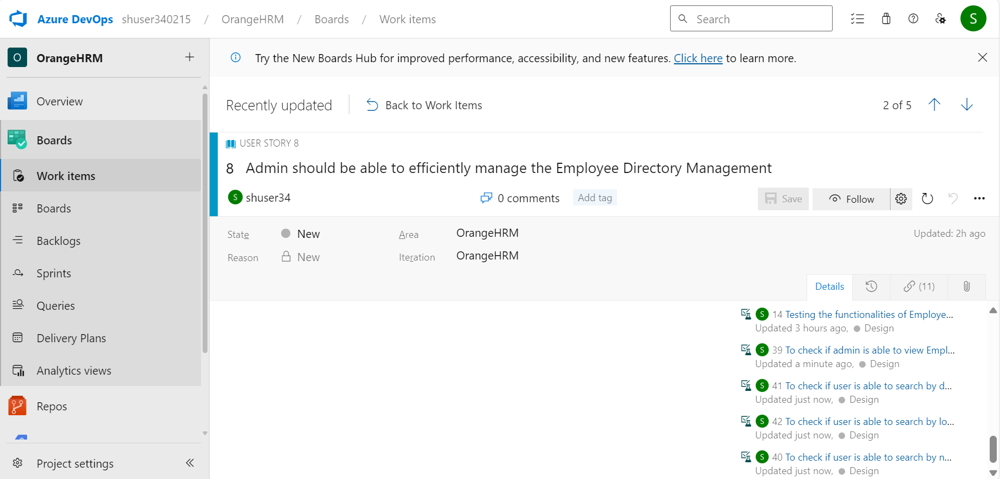 Azure DevOps shuser340215 / OrangeHRM / Boards / Work items
Search
S
O OrangeHRM +
Try the New Boards Hub for improved performance, accessibility, and new features. Click here to learn more.
Overview
Boards
Work items
Boards
Backlogs
Sprints
Queries
Delivery Plans
Analytics views
Repos
Project settings
Recently updated
Back to Work Items
2 of 5
USER STORY 8
8 Admin should be able to efficiently manage the Employee Directory Management
S shuser34
0 comments
Add tag
Save
Follow
State New
Area OrangeHRM
Updated: 2h ago
Reason New
Iteration OrangeHRM
Details
(11)
S 14 Testing the functionalities of Employe...
Updated 3 hours ago, Design
S 39 To check if admin is able to view Empl...
Updated a minute ago, Design
S 41 To check if user is able to search by d...
Updated just now, Design
S 42 To check if user is able to search by lo...
Updated just now, Design
S 40 To check if user is able to search by n...
Updated just now, Design